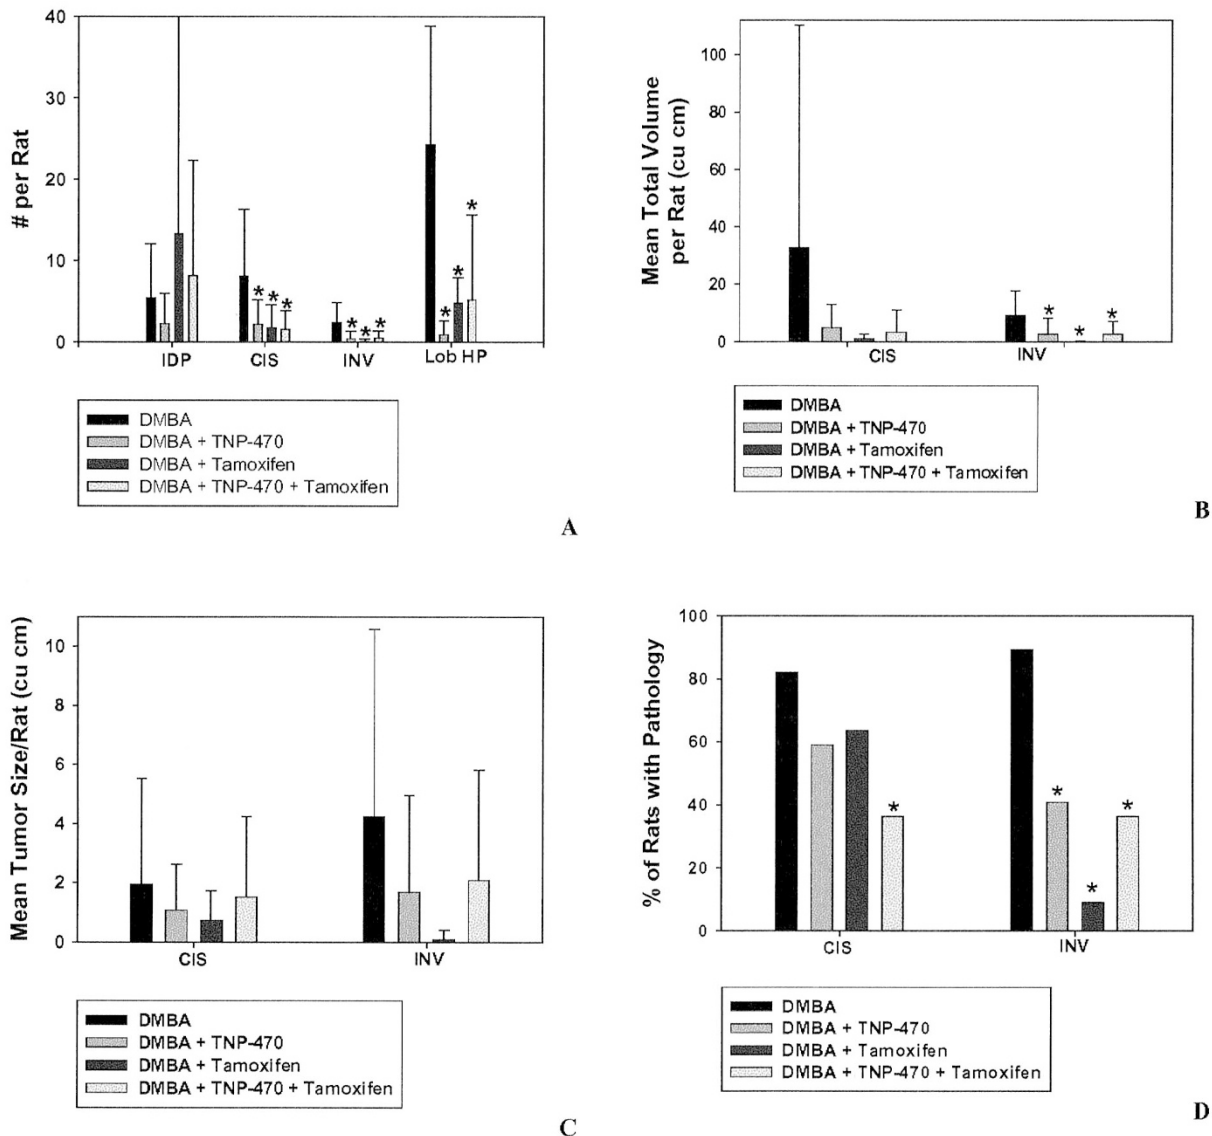 # per Rat
40
30
20
10
0
* * *
* * *
* * *
IDP CIS INV Lob HP
DMBA
DMBA + TNP-470
DMBA + Tamoxifen
DMBA + TNP-470 + Tamoxifen
A
Mean Total Volume
per Rat (cu cm)
100
80
60
40
20
0
* * *
CIS INV
DMBA
DMBA + TNP-470
DMBA + Tamoxifen
DMBA + TNP-470 + Tamoxifen
B
Mean Tumor Size/Rat (cu cm)
10
8
6
4
2
0
CIS INV
DMBA
DMBA + TNP-470
DMBA + Tamoxifen
DMBA + TNP-470 + Tamoxifen
C
% of Rats with Pathology
100
80
60
40
20
0
*
* * *
CIS INV
DMBA
DMBA + TNP-470
DMBA + Tamoxifen
DMBA + TNP-470 + Tamoxifen
D